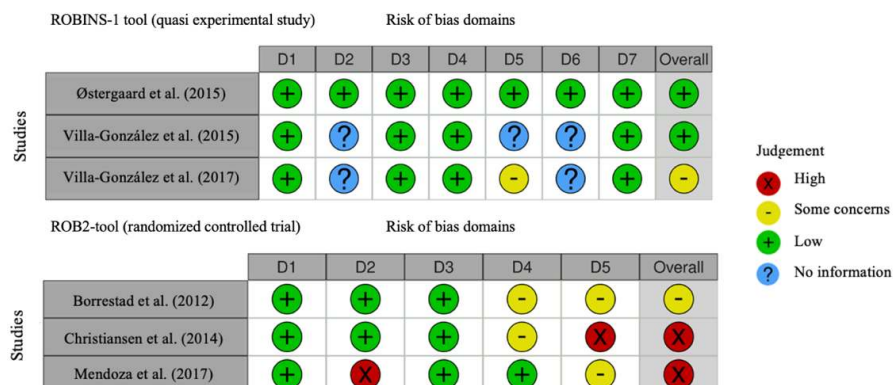 ROBINS-1 tool (quasi experimental study) Risk of bias domains
D1 D2 D3 D4 D5 D6 D7 Overall
Studies
Østergaard et al. (2015) + + + + + + + +
Villa-González et al. (2015) + ? + + ? ? + +
Villa-González et al. (2017) + ? + + - ? + -
Judgement
X High
- Some concerns
+ Low
? No information
ROB2-tool (randomized controlled trial) Risk of bias domains
D1 D2 D3 D4 D5 Overall
Studies
Borrestad et al. (2012) + + + - - -
Christiansen et al. (2014) + + + - X X
Mendoza et al. (2017) + X + + - X